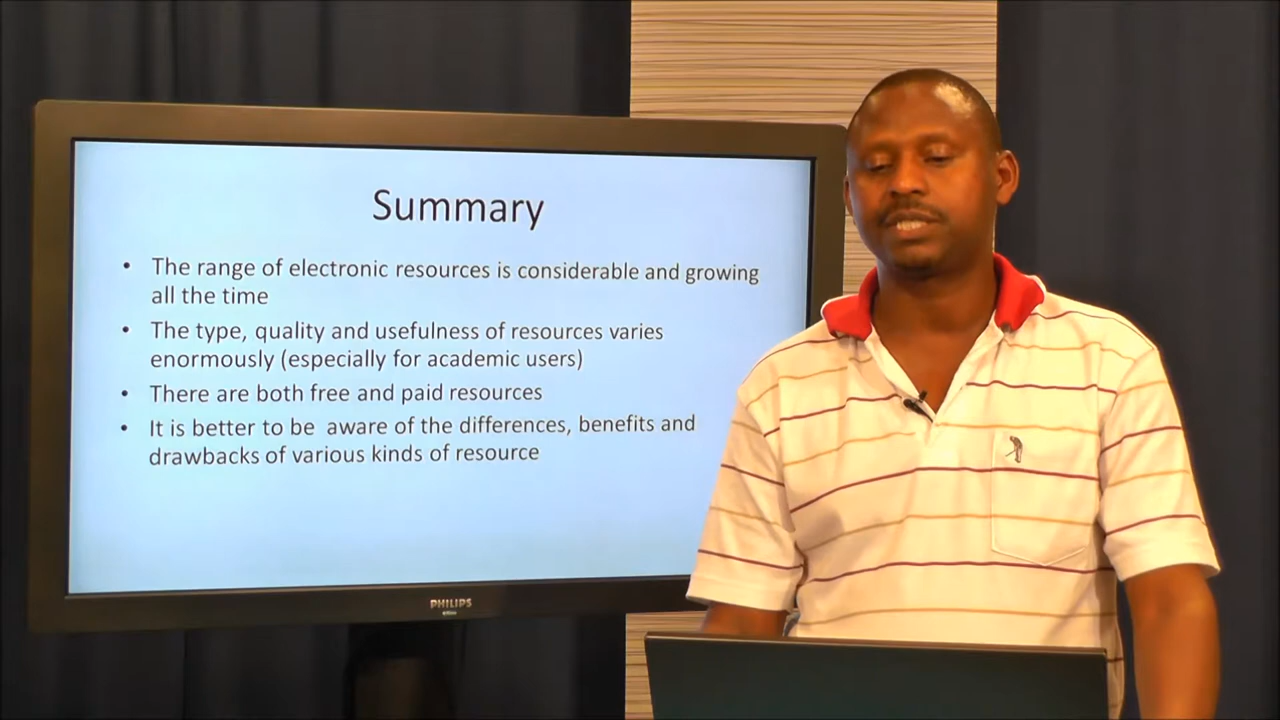 Summary
• The range of electronic resources is considerable and growing
all the time
• The type, quality and usefulness of resources varies
enormously (especially for academic users)
• There are both free and paid resources
• It is better to be  aware of the differences, benefits and
drawbacks of various kinds of resource
PHILIPS